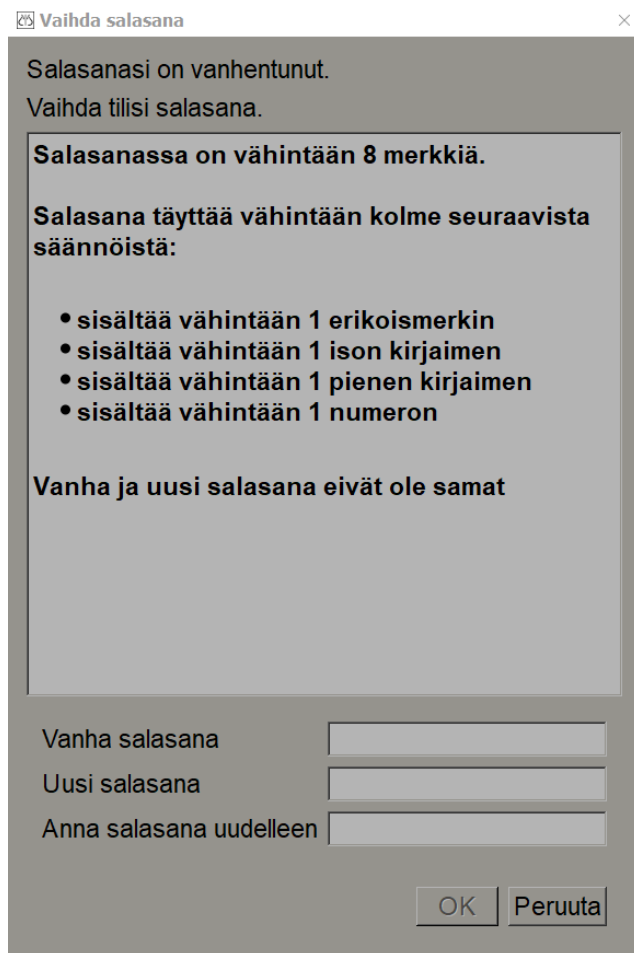 Vaihda salasana
Salasanasi on vanhentunut.
Vaihda tilisi salasana.
Salasanassa on vähintään 8 merkkiä.
Salasana täyttää vähintään kolme seuraavista
säännöistä:
• sisältää vähintään 1 erikoismerkin
• sisältää vähintään 1 ison kirjaimen
• sisältää vähintään 1 pienen kirjaimen
• sisältää vähintään 1 numeron
Vanha ja uusi salasana eivät ole samat
Vanha salasana
Uusi salasana
Anna salasana uudelleen
OK Peruuta